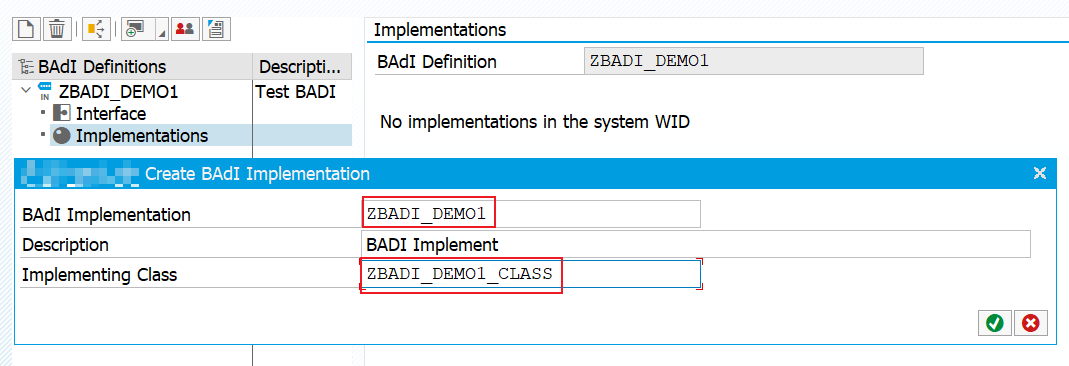 Implementations
BAdI Definition ZBADI_DEMO1
BAdI Definitions Descripti...
ZBADI_DEMO1 Test BADI
IN
Interface
Implementations
No implementations in the system WID
Create BAdI Implementation
BAdI Implementation ZBADI_DEMO1
Description BADI Implement
Implementing Class ZBADI_DEMO1_CLASS